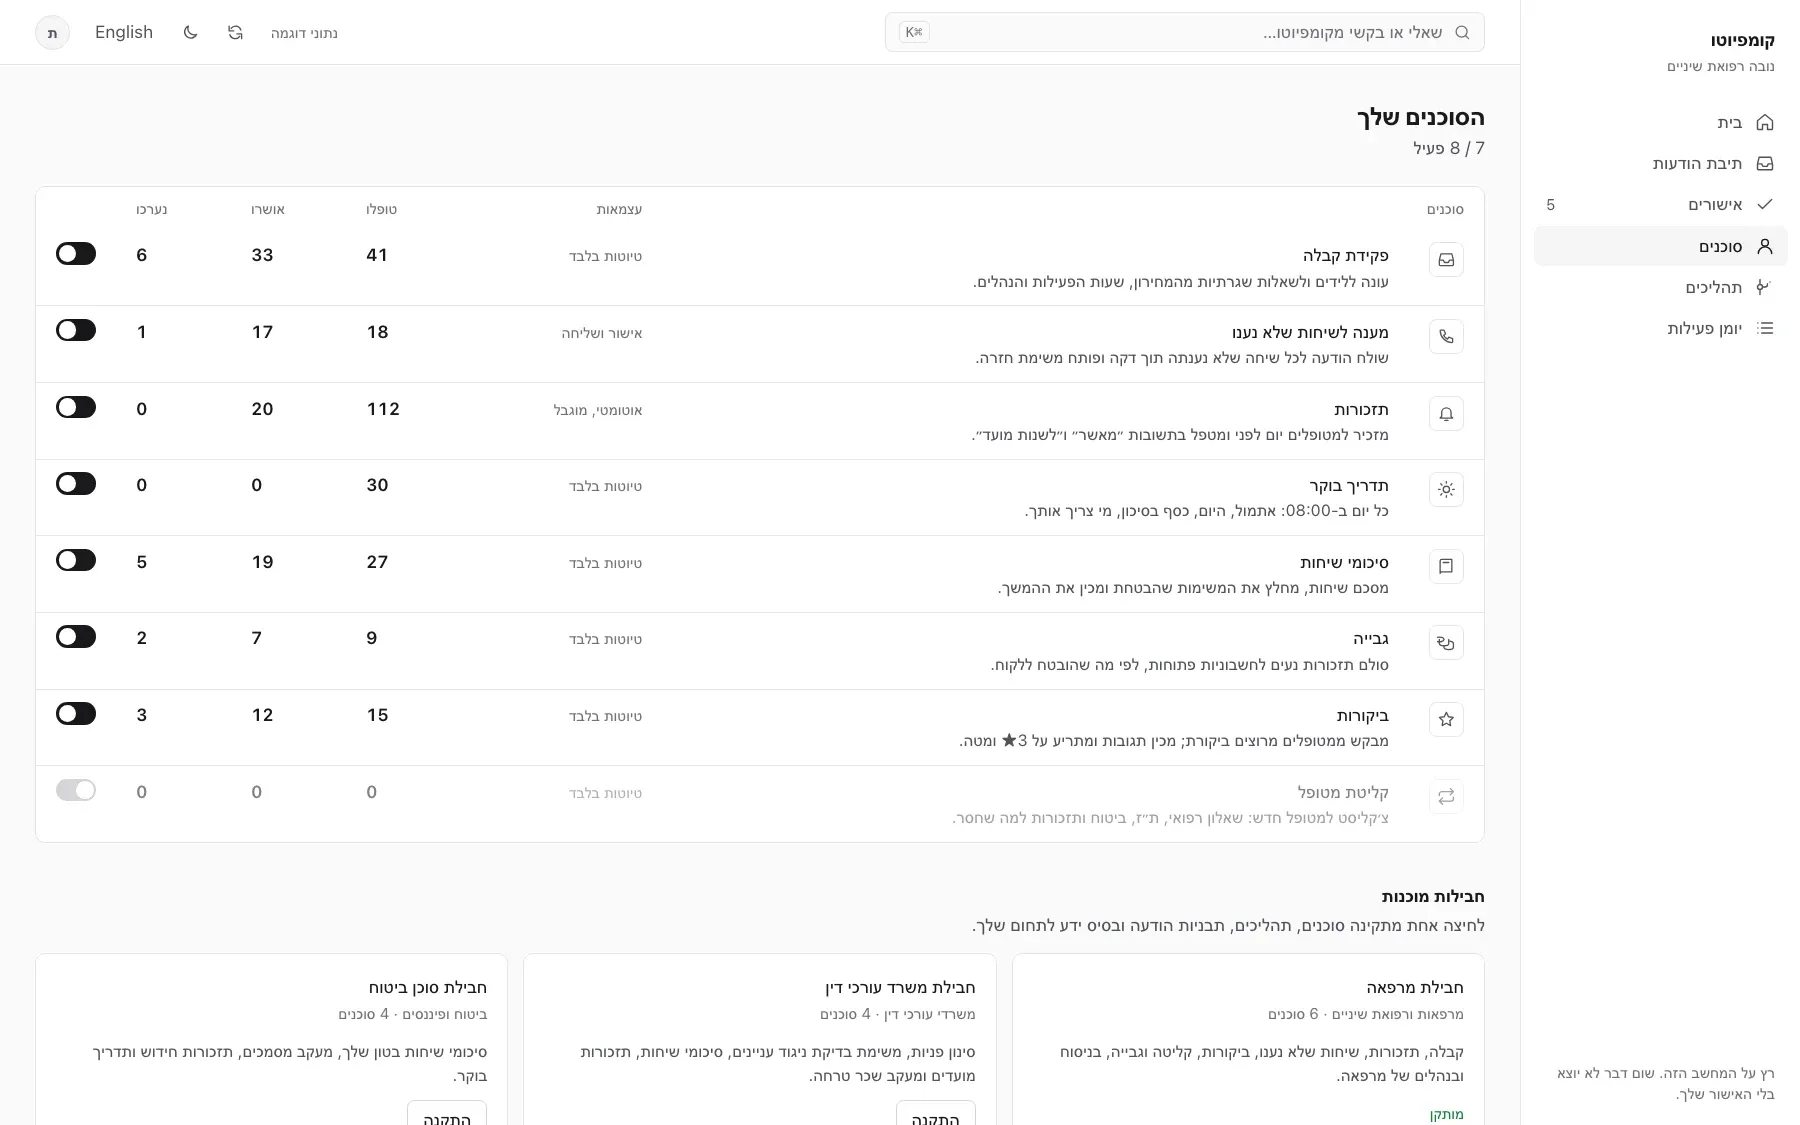 קומפיוטו
נובה רפואת שיניים
בית
תיבת הודעות
אישורים 5
סוכנים
תהליכים
יומן פעילות
רץ על המחשב הזה. שום דבר לא יוצא
בלי האישור שלך.
שאלי או בקשי מקומפיוטו... ⌘K
נתוני דוגמה
English
ת
הסוכנים שלך
7 / 8 פעיל
סוכנים עצמאות טופלו אושרו נערכו
פקידת קבלה טיוטות בלבד 41 33 6
עונה ללידים ולשאלות שגרתיות מהמחירון, שעות הפעילות והנהלים.
מענה לשיחות שלא נענו אישור ושליחה 18 17 1
שולח הודעה לכל שיחה שלא נענתה תוך דקה ופותח משימת חזרה.
תזכורות אוטומטי, מוגבל 112 20 0
מזכיר למטופלים יום לפני ומטפל בתשובות ״מאשר״ ו״לשנות מועד״.
תדריך בוקר טיוטות בלבד 30 0 0
כל יום ב-08:00: אתמול, היום, כסף בסיכון, מי צריך אותך.
סיכומי שיחות טיוטות בלבד 27 19 5
מסכם שיחות, מחלץ את המשימות שהבטחת ומכין את ההמשך.
גבייה טיוטות בלבד 9 7 2
סולם תזכורות נעים לחשבוניות פתוחות, לפי מה שהובטח ללקוח.
ביקורות טיוטות בלבד 15 12 3
מבקש ממטופלים מרוצים ביקורת; מכין תגובות ומתריע על 3★ ומטה.
קליטת מטופל טיוטות בלבד 0 0 0
צ׳קליסט למטופל חדש: שאלון רפואי, ת״ז, ביטוח ותזכורות למה שחסר.
חבילות מוכנות
לחיצה אחת מתקינה סוכנים, תהליכים, תבניות הודעה ובסיס ידע לתחום שלך.
חבילת מרפאה
מרפאות ורפואת שיניים · 6 סוכנים
קבלה, תזכורות, שיחות שלא נענו, ביקורות, קליטה וגבייה, בניסוח
ובנהלים של מרפאה.
מותקן
חבילת משרד עורכי דין
משרדי עורכי דין · 4 סוכנים
סינון פניות, משימת בדיקת ניגוד עניינים, סיכומי שיחות, תזכורות
מועדים ומעקב שכר טרחה.
התקנה
חבילת סוכן ביטוח
ביטוח ופיננסים · 4 סוכנים
סיכומי שיחות בטון שלך, מעקב מסמכים, תזכורות חידוש ותדריך
בוקר.
התקנה